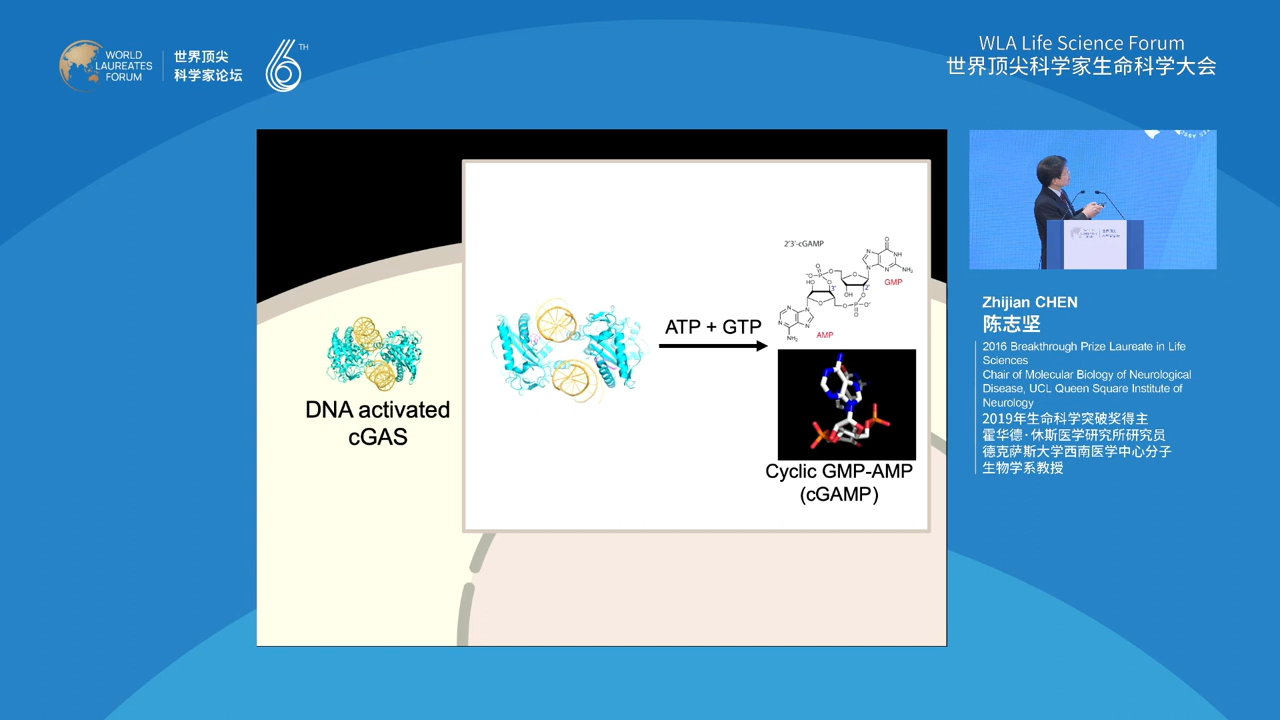 WORLD
LAUREATES
FORUM
世界顶尖
科学家论坛
6TH
WLA Life Science Forum
世界顶尖科学家生命科学大会
DNA activated
cGAS
ATP + GTP
2'3'-cGAMP
GMP
AMP
Cyclic GMP-AMP
(cGAMP)
Zhijian CHEN
陈志坚
2016 Breakthrough Prize Laureate in Life
Sciences
Chair of Molecular Biology of Neurological
Disease, UCL Queen Square Institute of
Neurology
2019年生命科学突破奖得主
霍华德·休斯医学研究所研究员
德克萨斯大学西南医学中心分子
生物学系教授